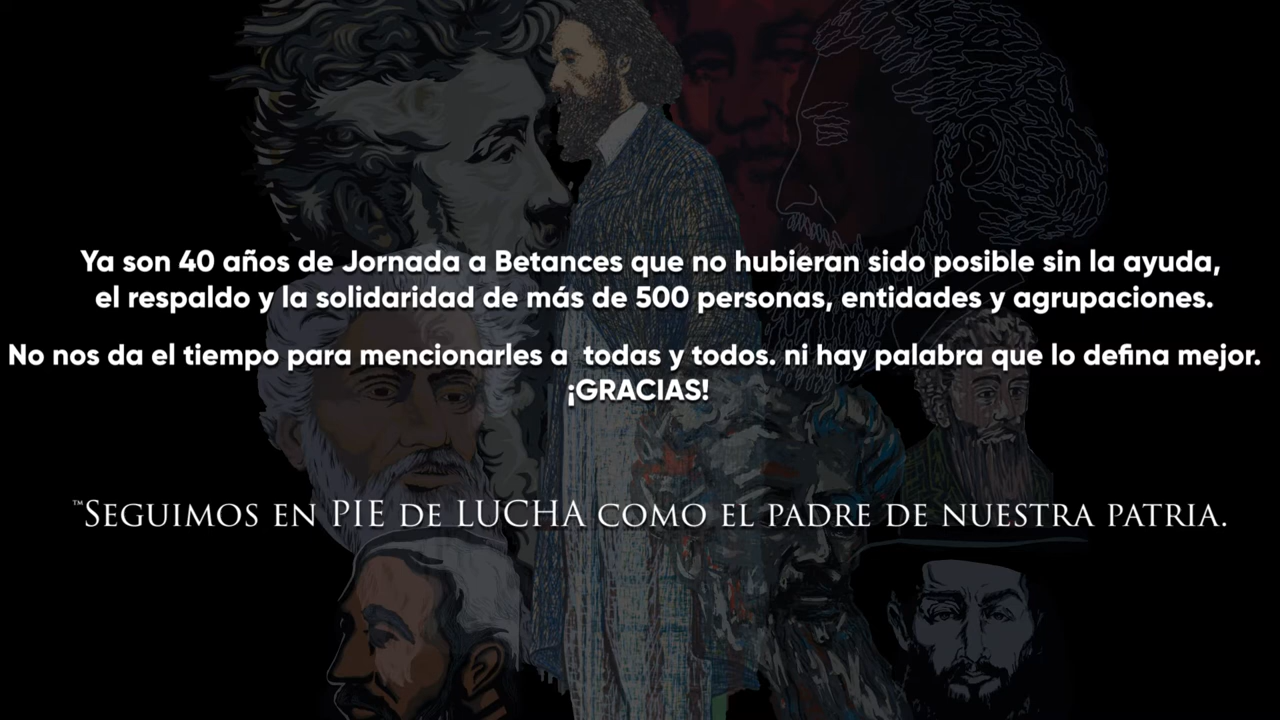 Ya son 40 años de Jornada a Betances que no hubieran sido posible sin la ayuda,
el respaldo y la solidaridad de más de 500 personas, entidades y agrupaciones.
No nos da el tiempo para mencionarles a  todas y todos. ni hay palabra que lo defina mejor.
¡GRACIAS!
™SEGUIMOS EN PIE DE LUCHA COMO EL PADRE DE NUESTRA PATRIA.